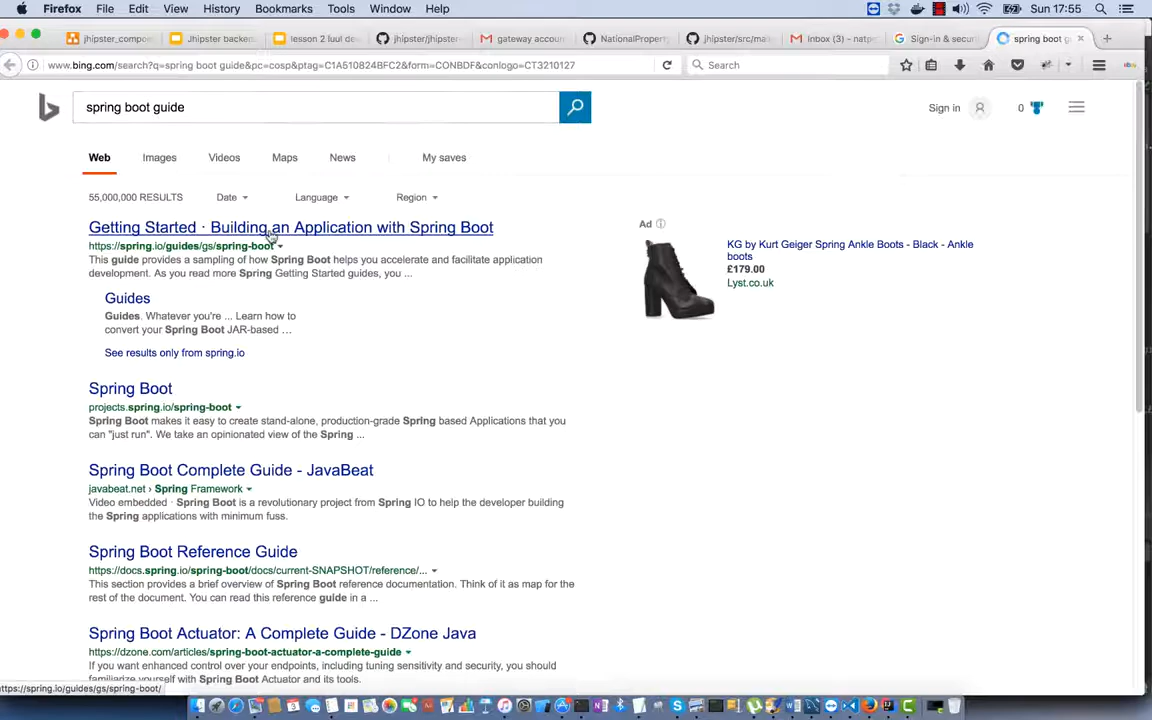 Firefox File Edit View History Bookmarks Tools Window Help Sun 17:55
jhipster_compo Jhipster backen lesson 2 luul de jhipster/jhipster- gateway accoun NationalProperty jhipster/src/ma inbox (3) - natpr Sign-in & secur spring boot g
www.bing.com/search?q=spring boot guide&pc=cosp&ptag=C1A510824BFC2&form=CONBDF&conlogo=CT3210127
Search
spring boot guide
Sign in 0
Web Images Videos Maps News My saves
55,000,000 RESULTS Date Language Region
Getting Started · Building an Application with Spring Boot
https://spring.io/guides/gs/spring-boot
This guide provides a sampling of how Spring Boot helps you accelerate and facilitate application
development. As you read more Spring Getting Started guides, you ...
Guides
Guides. Whatever you're ... Learn how to
convert your Spring Boot JAR-based ...
See results only from spring.io
Ad
KG by Kurt Geiger Spring Ankle Boots - Black - Ankle
boots
£179.00
Lyst.co.uk
Spring Boot
projects.spring.io/spring-boot
Spring Boot makes it easy to create stand-alone, production-grade Spring based Applications that you
can "just run". We take an opinionated view of the Spring ...
Spring Boot Complete Guide - JavaBeat
javabeat.net › Spring Framework
Video embedded · Spring Boot is a revolutionary project from Spring IO to help the developer building
the Spring applications with minimum fuss.
Spring Boot Reference Guide
https://docs.spring.io/spring-boot/docs/current-SNAPSHOT/reference/...
This section provides a brief overview of Spring Boot reference documentation. Think of it as map for the
rest of the document. You can read this reference guide in a ...
Spring Boot Actuator: A Complete Guide - DZone Java
https://dzone.com/articles/spring-boot-actuator-a-complete-guide
If you want enhanced control over your endpoints, including tuning sensitivity and security, you should
familiarize yourself with Spring Boot Actuator and its tools.
https://spring.io/guides/gs/spring-boot/